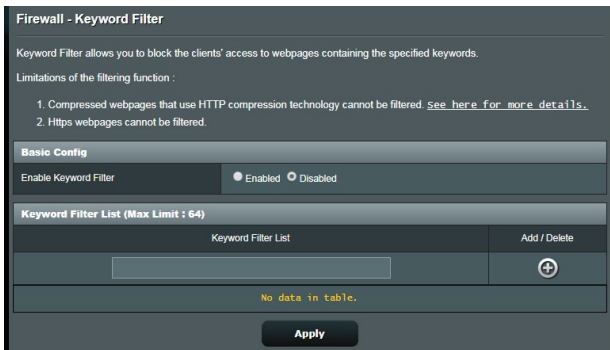 Firewall - Keyword Filter
Keyword Filter allows you to block the clients' access to webpages containing the specified keywords.
Limitations of the filtering function :
1. Compressed webpages that use HTTP compression technology cannot be filtered. See here for more details.
2. Https webpages cannot be filtered.
Basic Config
Enable Keyword Filter Enabled Disabled
Keyword Filter List (Max Limit : 64)
Keyword Filter List Add / Delete
No data in table.
Apply